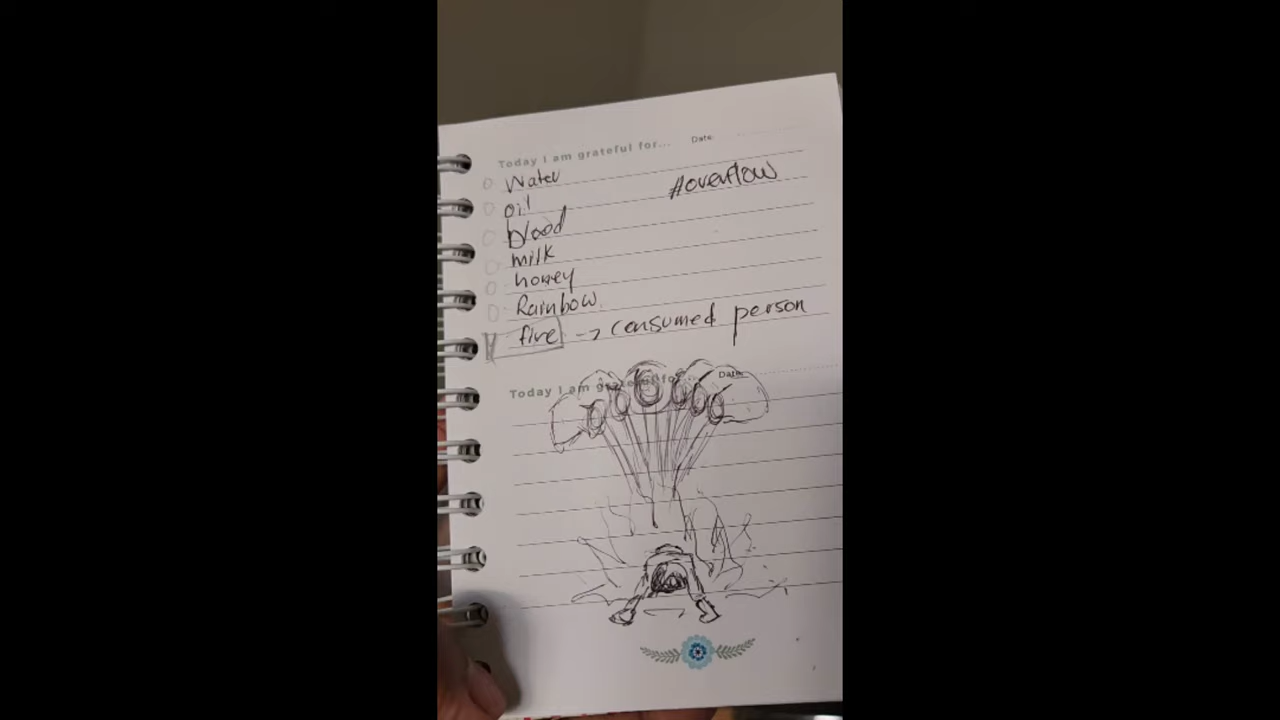 Today I am grateful for... Date:
Water
#overflow
oil
blood
milk
honey
Rainbow
fire → consumed person
Today I am grateful for... Date: